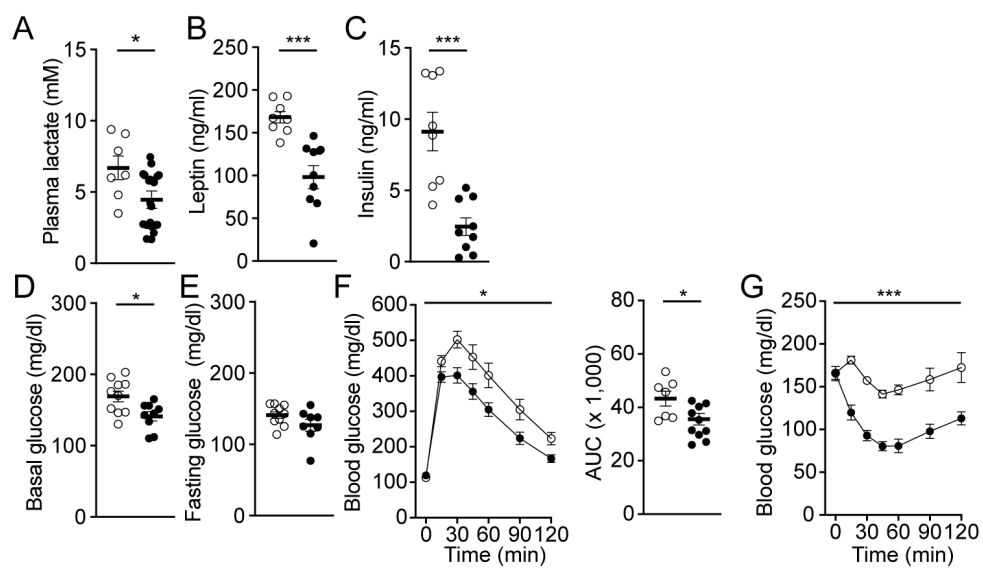 A
*
Plasma lactate (mM)
15
10
5
0
B
***
Leptin (ng/ml)
250
200
150
100
50
0
C
***
Insulin (ng/ml)
15
10
5
0
D
*
Basal glucose (mg/dl)
300
200
100
0
E
Fasting glucose (mg/dl)
300
200
100
0
F
*
Blood glucose (mg/dl)
600
500
400
300
200
100
0
0 30 60 90 120
Time (min)
*
AUC (x 1,000)
80
60
40
20
0
G
***
Blood glucose (mg/dl)
250
200
150
100
50
0
0 30 60 90 120
Time (min)